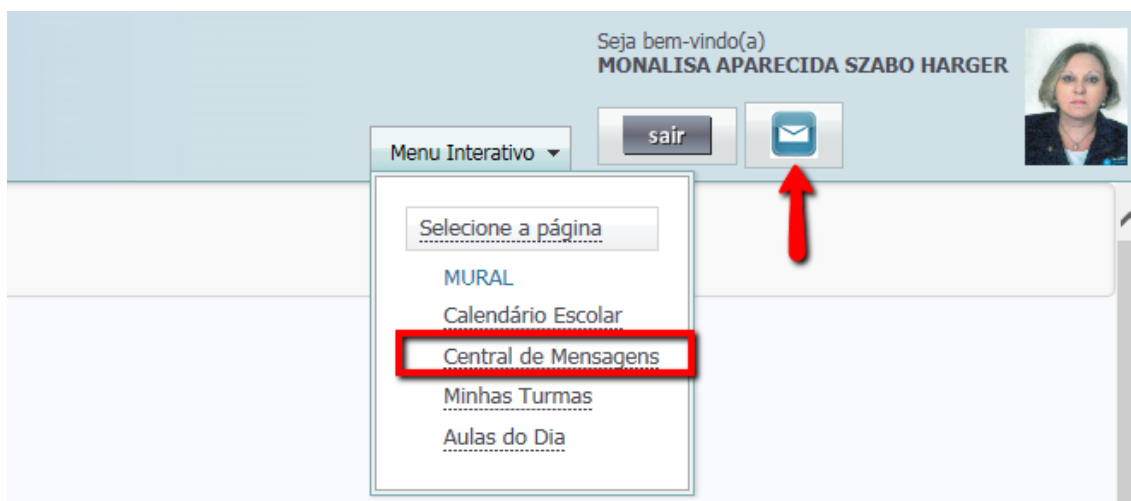 Seja bem-vindo(a)
MONALISA APARECIDA SZABO HARGER
sair
Menu Interativo
Selecione a página
MURAL
Calendário Escolar
Central de Mensagens
Minhas Turmas
Aulas do Dia